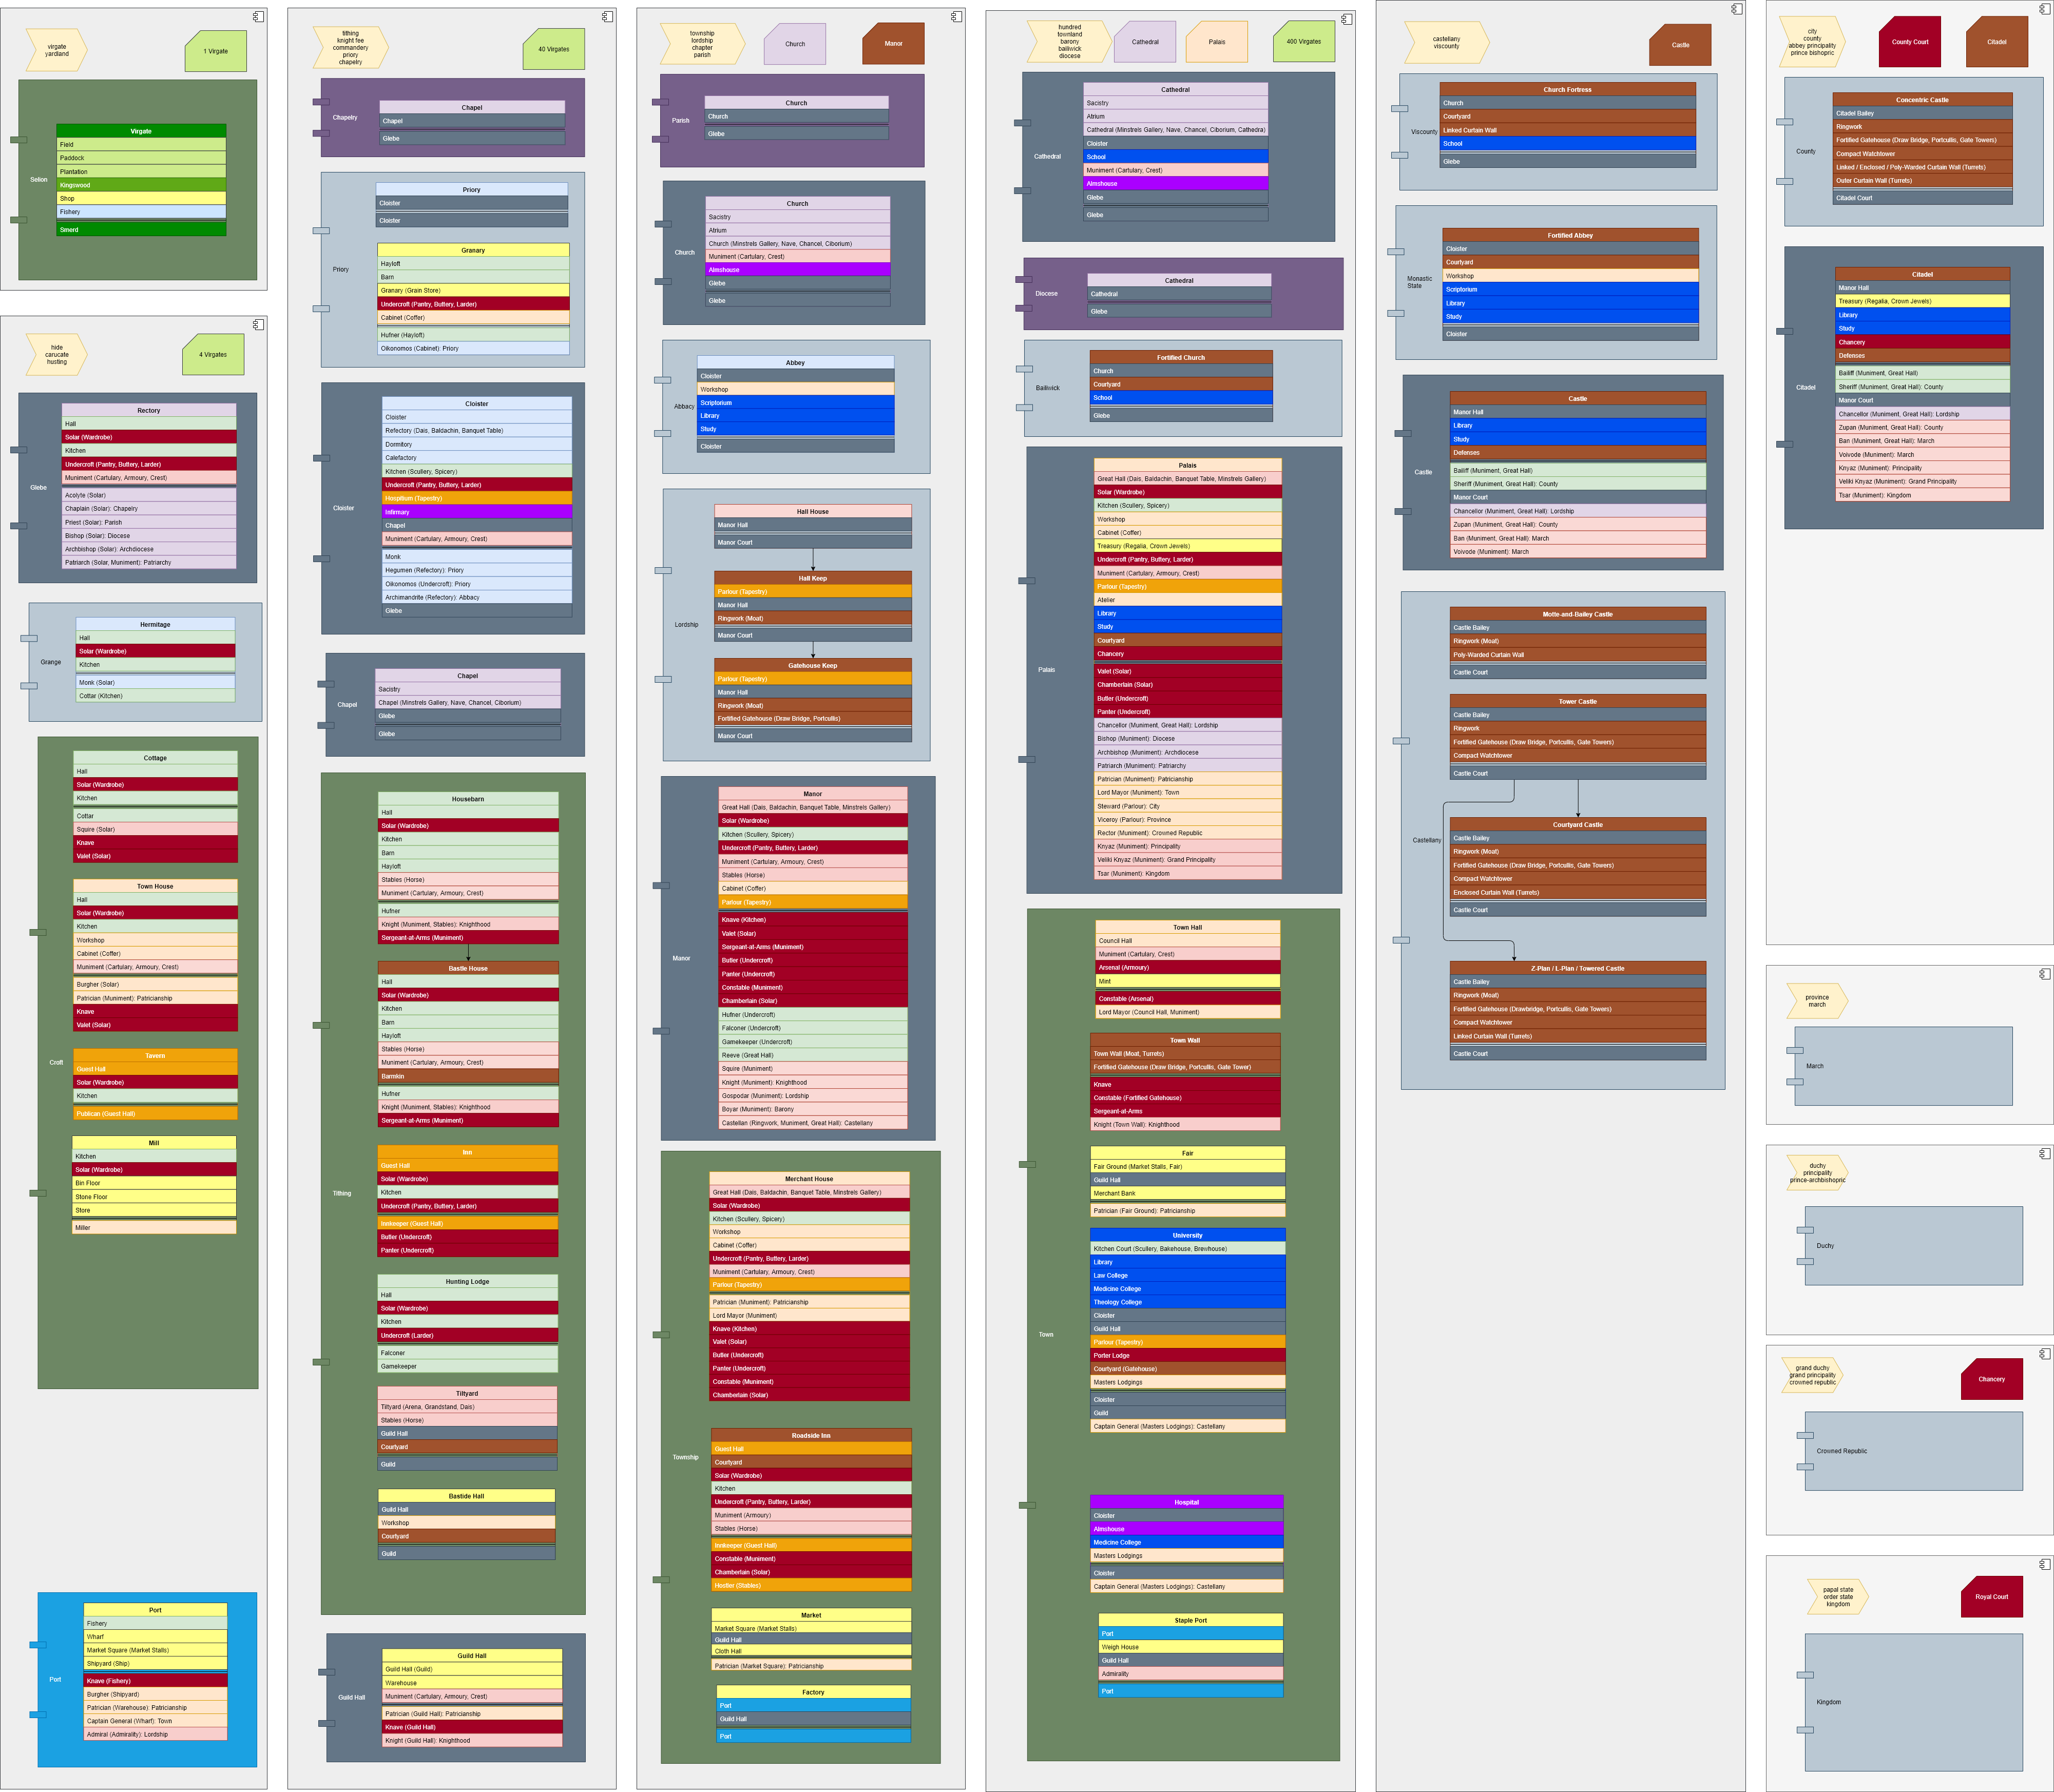 virgate
yardland
1 Virgate
Selion
Virgate
Field
Paddock
Plantation
Kingswood
Shop
Fishery
Smerd
hide
carucate
husting
4 Virgates
Glebe
Rectory
Hall
Solar (Wardrobe)
Kitchen
Undercroft (Pantry, Buttery, Larder)
Muniment (Cartulary, Armoury, Crest)
Acolyte (Solar)
Chaplain (Solar): Chapelry
Priest (Solar): Parish
Bishop (Solar): Diocese
Archbishop (Solar): Archdiocese
Patriarch (Solar, Muniment): Patriarchy
Grange
Hermitage
Hall
Solar (Wardrobe)
Kitchen
Monk (Solar)
Cottar (Kitchen)
Croft
Cottage
Hall
Solar (Wardrobe)
Kitchen
Cottar
Squire (Solar)
Knave
Valet (Solar)
Town House
Hall
Solar (Wardrobe)
Kitchen
Workshop
Cabinet (Coffer)
Muniment (Cartulary, Armoury, Crest)
Burgher (Solar)
Patrician (Muniment): Patricianship
Knave
Valet (Solar)
Tavern
Guest Hall
Solar (Wardrobe)
Kitchen
Publican (Guest Hall)
Mill
Kitchen
Solar (Wardrobe)
Bin Floor
Stone Floor
Store
Miller
Port
Port
Fishery
Wharf
Market Square (Market Stalls)
Shipyard (Ship)
Knave (Fishery)
Burgher (Shipyard)
Patrician (Warehouse): Patricianship
Captain General (Wharf): Town
Admiral (Admirality): Lordship
tithing
knight fee
commandery
priory
chapelry
40 Virgates
Chapelry
Chapel
Chapel
Glebe
Priory
Priory
Cloister
Cloister
Granary
Hayloft
Barn
Granary (Grain Store)
Undercroft (Pantry, Buttery, Larder)
Cabinet (Coffer)
Hufner (Hayloft)
Oikonomos (Cabinet): Priory
Cloister
Cloister
Cloister
Refectory (Dais, Baldachin, Banquet Table)
Dormitory
Calefactory
Kitchen (Scullery, Spicery)
Undercroft (Pantry, Buttery, Larder)
Hospitium (Tapestry)
Infirmary
Chapel
Muniment (Cartulary, Armoury, Crest)
Monk
Hegumen (Refectory): Priory
Oikonomos (Undercroft): Priory
Archimandrite (Refectory): Abbacy
Glebe
Chapel
Chapel
Sacistry
Chapel (Minstrels Gallery, Nave, Chancel, Ciborium)
Glebe
Glebe
Tithing
Housebarn
Hall
Solar (Wardrobe)
Kitchen
Barn
Hayloft
Stables (Horse)
Muniment (Cartulary, Armoury, Crest)
Hufner
Knight (Muniment, Stables): Knighthood
Sergeant-at-Arms (Muniment)
Bastle House
Hall
Solar (Wardrobe)
Kitchen
Barn
Hayloft
Stables (Horse)
Muniment (Cartulary, Armoury, Crest)
Barmkin
Hufner
Knight (Muniment, Stables): Knighthood
Sergeant-at-Arms (Muniment)
Inn
Guest Hall
Solar (Wardrobe)
Kitchen
Undercroft (Pantry, Buttery, Larder)
Innkeeper (Guest Hall)
Butler (Undercroft)
Panter (Undercroft)
Hunting Lodge
Hall
Solar (Wardrobe)
Kitchen
Undercroft (Larder)
Falconer
Gamekeeper
Tiltyard
Tiltyard (Arena, Grandstand, Dais)
Stables (Horse)
Guild Hall
Courtyard
Guild
Bastide Hall
Guild Hall
Workshop
Courtyard
Guild
Guild Hall
Guild Hall
Guild Hall (Guild)
Warehouse
Muniment (Cartulary, Armoury, Crest)
Patrician (Guild Hall): Patricianship
Knave (Guild Hall)
Knight (Guild Hall): Knighthood
township
lordship
chapter
parish
Church
Manor
Parish
Church
Church
Glebe
Church
Church
Sacistry
Atrium
Church (Minstrels Gallery, Nave, Chancel, Ciborium)
Muniment (Cartulary, Crest)
Almshouse
Glebe
Glebe
Abbacy
Abbey
Cloister
Workshop
Scriptorium
Library
Study
Cloister
Lordship
Hall House
Manor Hall
Manor Court
Hall Keep
Parlour (Tapestry)
Manor Hall
Ringwork (Moat)
Manor Court
Gatehouse Keep
Parlour (Tapestry)
Manor Hall
Ringwork (Moat)
Fortified Gatehouse (Draw Bridge, Portcullis)
Manor Court
Manor
Manor
Great Hall (Dais, Baldachin, Banquet Table, Minstrels Gallery)
Solar (Wardrobe)
Kitchen (Scullery, Spicery)
Undercroft (Pantry, Buttery, Larder)
Muniment (Cartulary, Armoury, Crest)
Stables (Horse)
Cabinet (Coffer)
Parlour (Tapestry)
Knave (Kitchen)
Valet (Solar)
Sergeant-at-Arms (Muniment)
Butler (Undercroft)
Panter (Undercroft)
Constable (Muniment)
Chamberlain (Solar)
Hufner (Undercroft)
Falconer (Undercroft)
Gamekeeper (Undercroft)
Reeve (Great Hall)
Squire (Muniment)
Knight (Muniment): Knighthood
Gospodar (Muniment): Lordship
Boyar (Muniment): Barony
Castellan (Ringwork, Muniment, Great Hall): Castellany
Township
Merchant House
Great Hall (Dais, Baldachin, Banquet Table, Minstrels Gallery)
Solar (Wardrobe)
Kitchen (Scullery, Spicery)
Workshop
Cabinet (Coffer)
Undercroft (Pantry, Buttery, Larder)
Muniment (Cartulary, Armoury, Crest)
Parlour (Tapestry)
Patrician (Muniment): Patricianship
Lord Mayor (Muniment)
Knave (Kitchen)
Valet (Solar)
Butler (Undercroft)
Panter (Undercroft)
Constable (Muniment)
Chamberlain (Solar)
Roadside Inn
Guest Hall
Courtyard
Solar (Wardrobe)
Kitchen
Undercroft (Pantry, Buttery, Larder)
Muniment (Armoury)
Stables (Horse)
Innkeeper (Guest Hall)
Constable (Muniment)
Chamberlain (Solar)
Hostler (Stables)
Market
Market Square (Market Stalls)
Guild Hall
Cloth Hall
Patrician (Market Square): Patricianship
Factory
Port
Guild Hall
Port
hundred
townland
barony
bailiwick
diocese
Cathedral
Palais
400 Virgates
Cathedral
Cathedral
Sacistry
Atrium
Cathedral (Minstrels Gallery, Nave, Chancel, Ciborium, Cathedra)
Cloister
School
Muniment (Cartulary, Crest)
Almshouse
Glebe
Glebe
Diocese
Cathedral
Cathedral
Glebe
Bailiwick
Fortified Church
Church
Courtyard
School
Glebe
Palais
Palais
Great Hall (Dais, Baldachin, Banquet Table, Minstrels Gallery)
Solar (Wardrobe)
Kitchen (Scullery, Spicery)
Workshop
Cabinet (Coffer)
Treasury (Regalia, Crown Jewels)
Undercroft (Pantry, Buttery, Larder)
Muniment (Cartulary, Armoury, Crest)
Parlour (Tapestry)
Atelier
Library
Study
Courtyard
Chancery
Valet (Solar)
Chamberlain (Solar)
Butler (Undercroft)
Panter (Undercroft)
Chancellor (Muniment, Great Hall): Lordship
Bishop (Muniment): Diocese
Archbishop (Muniment): Archdiocese
Patriarch (Muniment): Patriarchy
Patrician (Muniment): Patricianship
Lord Mayor (Muniment): Town
Steward (Parlour): City
Viceroy (Parlour): Province
Rector (Muniment): Crowned Republic
Knyaz (Muniment): Principality
Veliki Knyaz (Muniment): Grand Principality
Tsar (Muniment): Kingdom
Town
Town Hall
Council Hall
Muniment (Cartulary, Crest)
Arsenal (Armoury)
Mint
Constable (Arsenal)
Lord Mayor (Council Hall, Muniment)
Town Wall
Town Wall (Moat, Turrets)
Fortified Gatehouse (Draw Bridge, Portcullis, Gate Tower)
Knave
Constable (Fortified Gatehouse)
Sergeant-at-Arms
Knight (Town Wall): Knighthood
Fair
Fair Ground (Market Stalls, Fair)
Guild Hall
Merchant Bank
Patrician (Fair Ground): Patricianship
University
Kitchen Court (Scullery, Bakehouse, Brewhouse)
Library
Law College
Medicine College
Theology College
Cloister
Guild Hall
Parlour (Tapestry)
Porter Lodge
Courtyard (Gatehouse)
Masters Lodgings
Cloister
Guild
Captain General (Masters Lodgings): Castellany
Hospital
Cloister
Almshouse
Medicine College
Masters Lodgings
Cloister
Captain General (Masters Lodgings): Castellany
Staple Port
Port
Weigh House
Guild Hall
Admirality
Port
castellany
viscounty
Castle
Viscounty
Church Fortress
Church
Courtyard
Linked Curtain Wall
School
Glebe
Monastic
State
Fortified Abbey
Cloister
Courtyard
Workshop
Scriptorium
Library
Study
Cloister
Castle
Castle
Manor Hall
Library
Study
Defenses
Bailiff (Muniment, Great Hall)
Sheriff (Muniment, Great Hall): County
Manor Court
Chancellor (Muniment, Great Hall): Lordship
Zupan (Muniment, Great Hall): County
Ban (Muniment, Great Hall): March
Voivode (Muniment): March
Castellany
Motte-and-Bailey Castle
Castle Bailey
Ringwork (Moat)
Poly-Warded Curtain Wall
Castle Court
Tower Castle
Castle Bailey
Ringwork
Fortified Gatehouse (Draw Bridge, Portcullis, Gate Towers)
Compact Watchtower
Castle Court
Courtyard Castle
Castle Bailey
Ringwork (Moat)
Fortified Gatehouse (Draw Bridge, Portcullis, Gate Towers)
Compact Watchtower
Enclosed Curtain Wall (Turrets)
Castle Court
Z-Plan / L-Plan / Towered Castle
Castle Bailey
Ringwork (Moat)
Fortified Gatehouse (Drawbridge, Portcullis, Gate Towers)
Compact Watchtower
Linked Curtain Wall (Turrets)
Castle Court
city
county
abbey principality
prince bishopric
County Court
Citadel
County
Concentric Castle
Citadel Bailey
Ringwork
Fortified Gatehouse (Draw Bridge, Portcullis, Gate Towers)
Compact Watchtower
Linked / Enclosed / Poly-Warded Curtain Wall (Turrets)
Outer Curtain Wall (Turrets)
Citadel Court
Citadel
Citadel
Manor Hall
Treasury (Regalia, Crown Jewels)
Library
Study
Chancery
Defenses
Bailiff (Muniment, Great Hall)
Sheriff (Muniment, Great Hall): County
Manor Court
Chancellor (Muniment, Great Hall): Lordship
Zupan (Muniment, Great Hall): County
Ban (Muniment, Great Hall): March
Voivode (Muniment): March
Knyaz (Muniment): Principality
Veliki Knyaz (Muniment): Grand Principality
Tsar (Muniment): Kingdom
province
march
March
duchy
principality
prince-archbishopric
Duchy
grand duchy
grand principality
crowned republic
Chancery
Crowned Republic
papal state
order state
kingdom
Royal Court
Kingdom